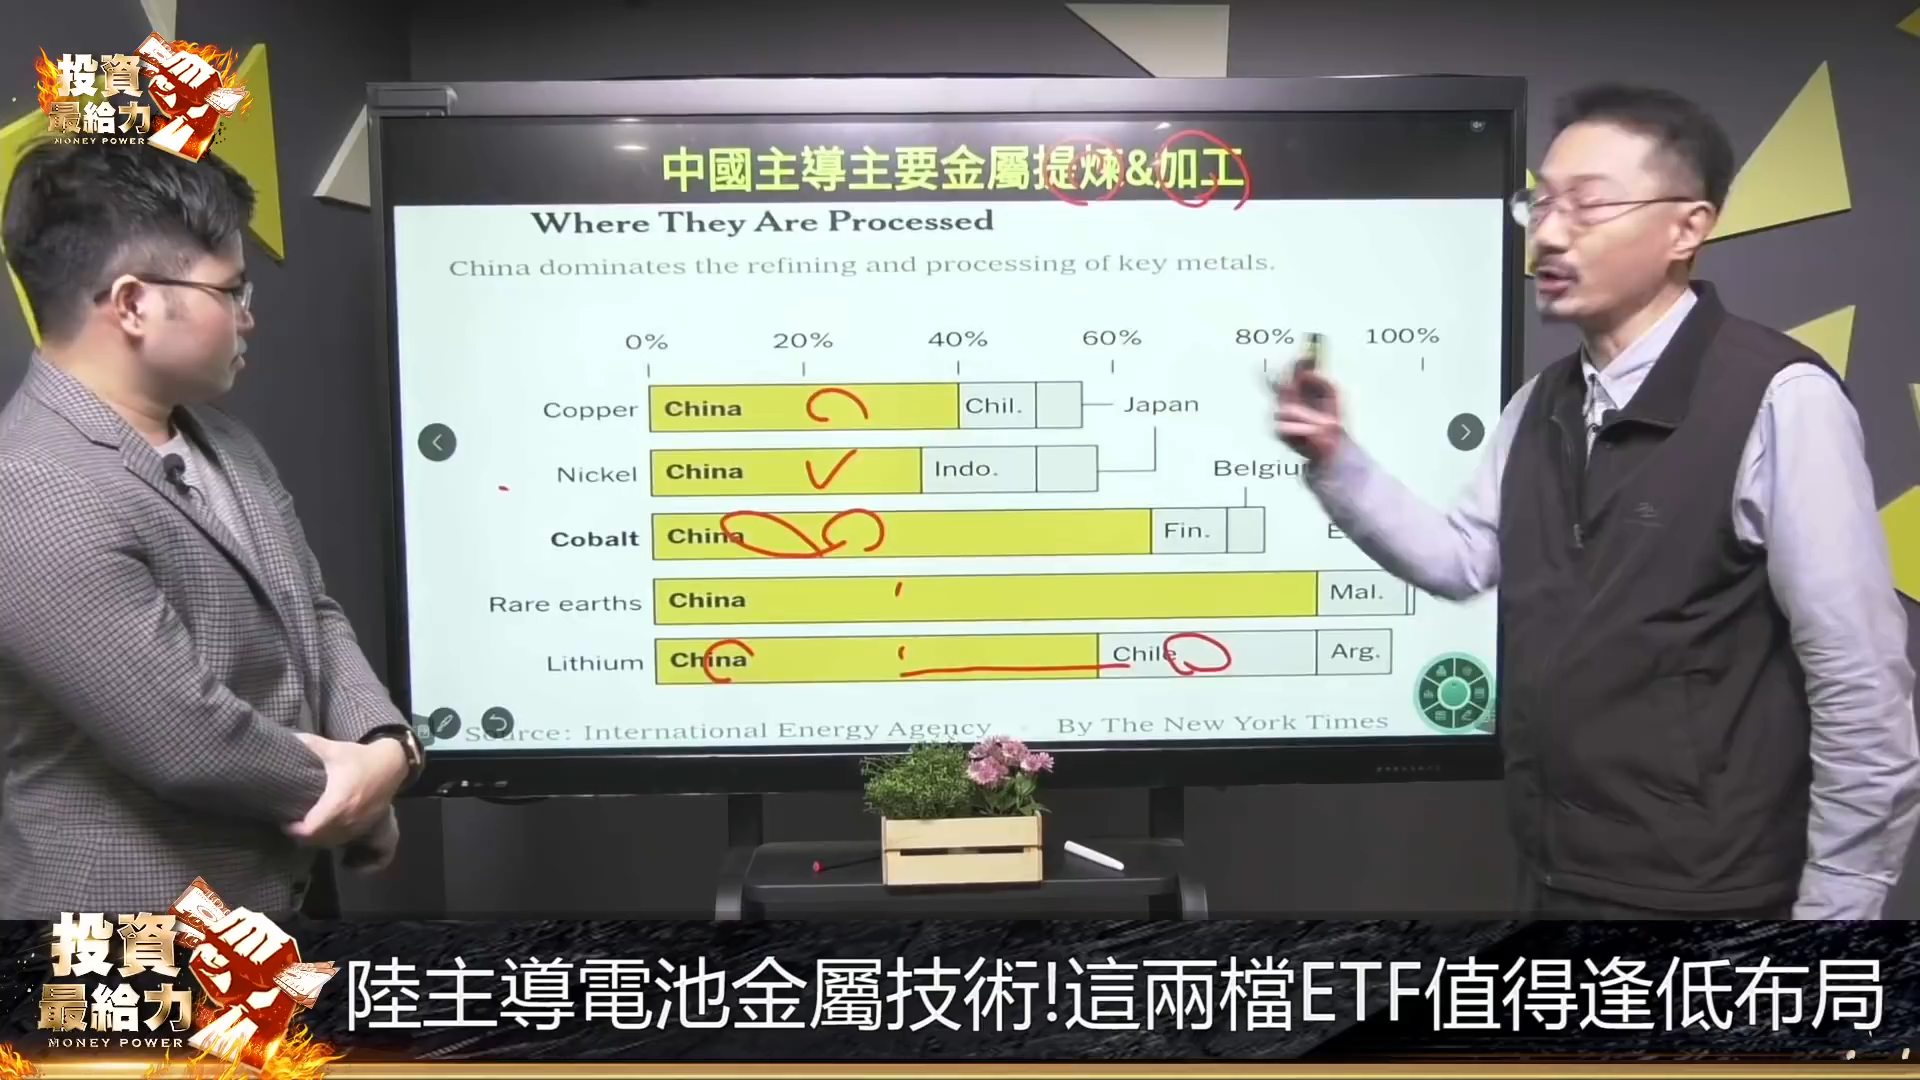 投資
最給力
MONEY POWER
中國主導主要金屬提煉&加工
Where They Are Processed
China dominates the refining and processing of key metals.
0% 20% 40% 60% 80% 100%
Copper China Chil. Japan
Nickel China Indo. Belgiu
Cobalt China Fin. E
Rare earths China Mal.
Lithium China Chile Arg.
Source: International Energy Agency By The New York Times
投資
最給力
MONEY POWER
陸主導電池金屬技術!這兩檔ETF值得逢低布局